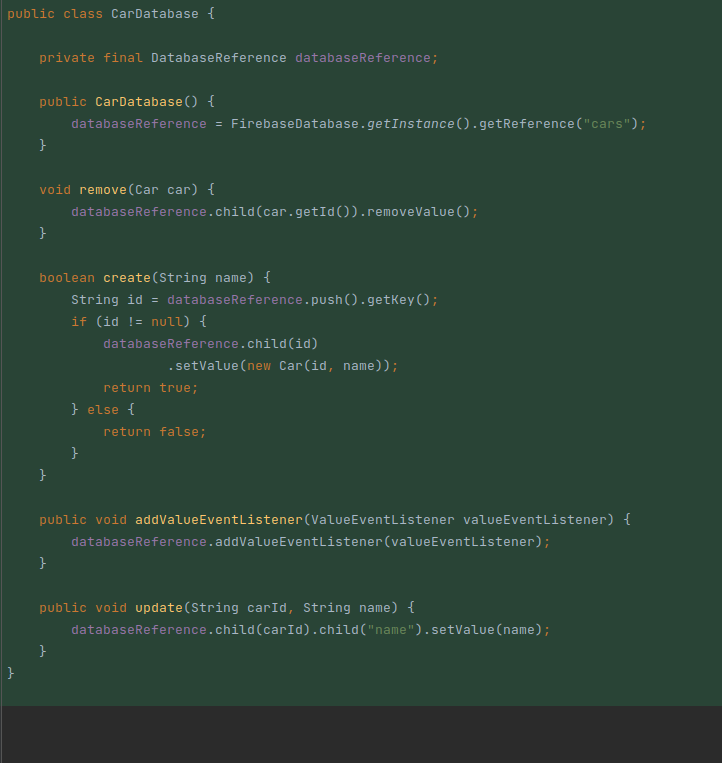 public class CarDatabase {
    private final DatabaseReference databaseReference;
    public CarDatabase() {
        databaseReference = FirebaseDatabase.getInstance().getReference("cars");
    }
    void remove(Car car) {
        databaseReference.child(car.getId()).removeValue();
    }
    boolean create(String name) {
        String id = databaseReference.push().getKey();
        if (id != null) {
            databaseReference.child(id)
                    .setValue(new Car(id, name));
            return true;
        } else {
            return false;
        }
    }
    public void addValueEventListener(ValueEventListener valueEventListener) {
        databaseReference.addValueEventListener(valueEventListener);
    }
    public void update(String carId, String name) {
        databaseReference.child(carId).child("name").setValue(name);
    }
}